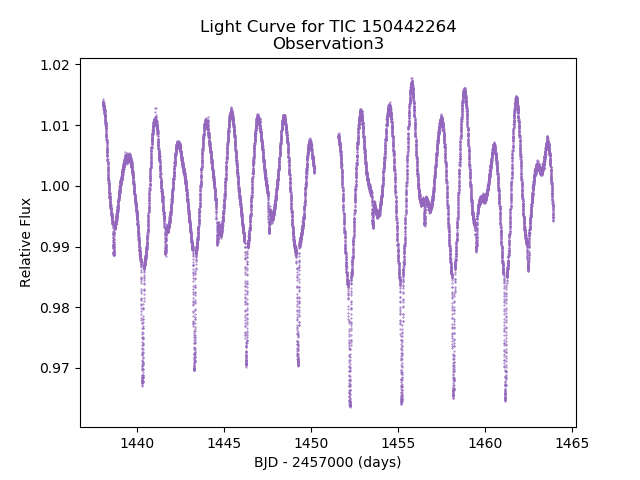 Light Curve for TIC 150442264
Observation3
1.02
1.01
1.00
0.99
0.98
0.97
Relative Flux
1440 1445 1450 1455 1460 1465
BJD - 2457000 (days)